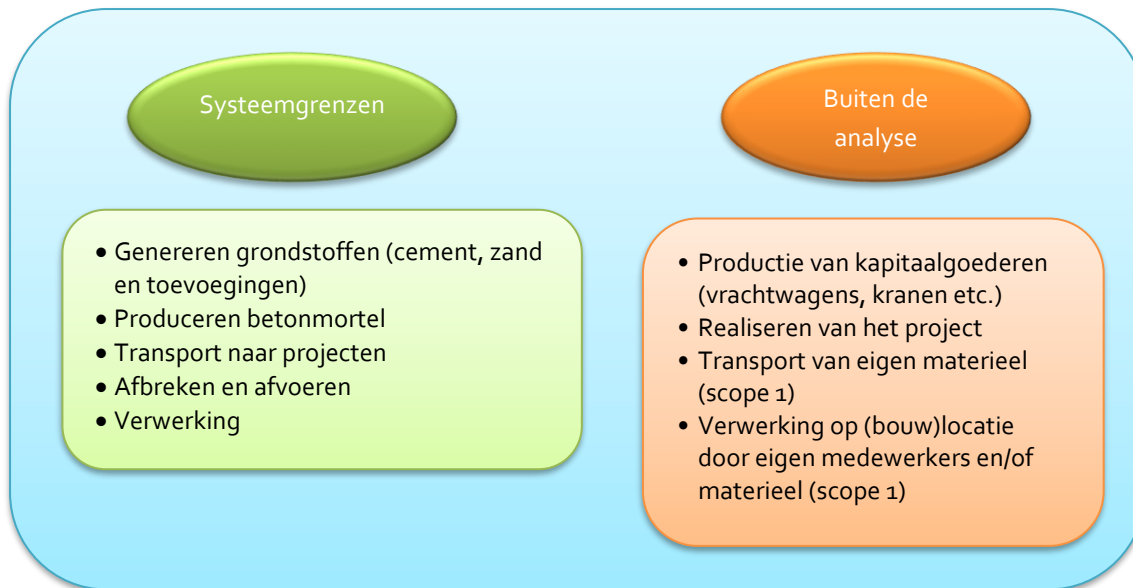 Systeemgrenzen
• Genereren grondstoffen (cement, zand
en toevoegingen)
• Produceren betonmortel
• Transport naar projecten
• Afbreken en afvoeren
• Verwerking
Buiten de
analyse
• Productie van kapitaalgoederen
(vrachtwagens, kranen etc.)
• Realiseren van het project
• Transport van eigen materieel
(scope 1)
• Verwerking op (bouw)locatie
door eigen medewerkers en/of
materieel (scope 1)